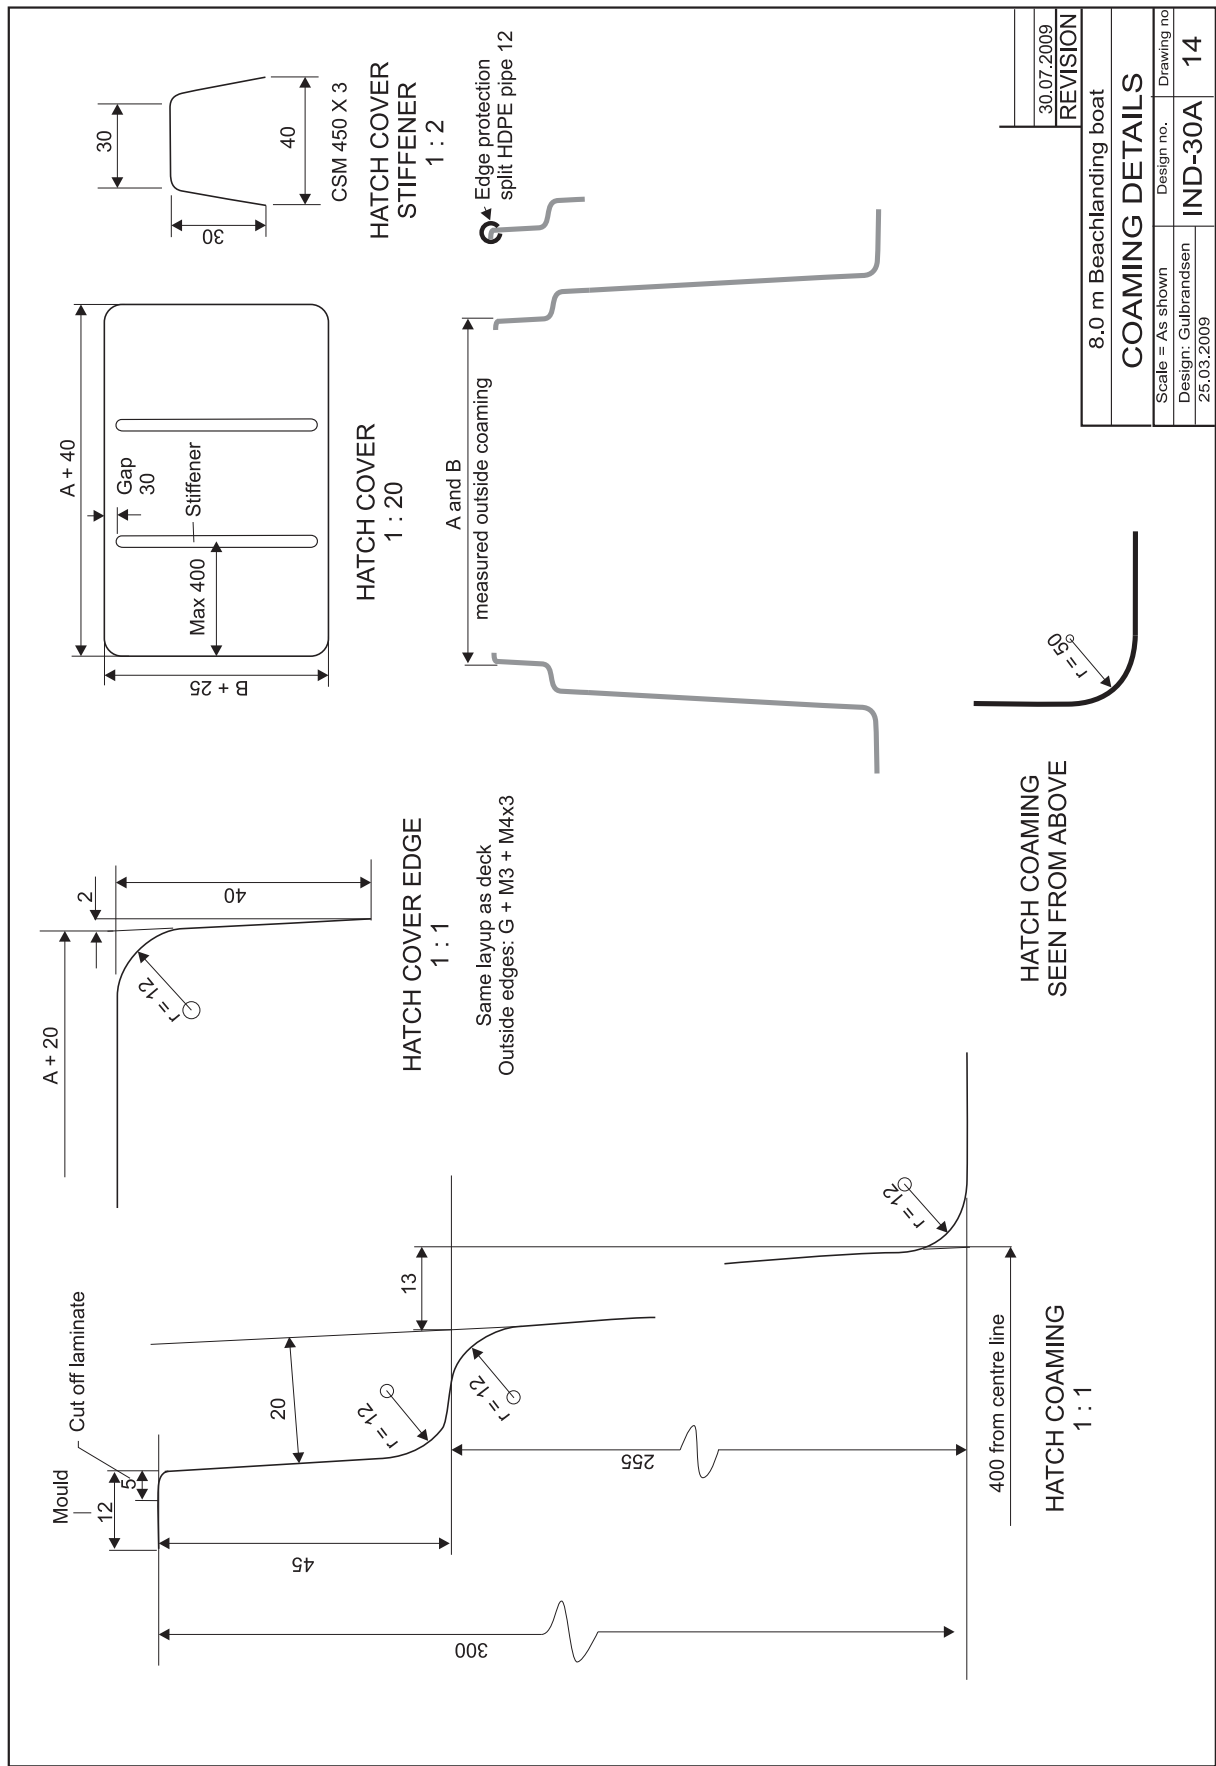 Mould
Cut off laminate
12
5
20
r = 12
r = 12
45
13
255
300
r = 12
400 from centre line
HATCH COAMING
1 : 1
A + 20
2
40
r = 12
HATCH COVER EDGE
1 : 1
Same layup as deck
Outside edges: G + M3 + M4x3
A + 40
B + 25
Gap
30
Stiffener
Max 400
HATCH COVER
1 : 20
30
30
40
CSM 450 X 3
HATCH COVER
STIFFENER
1 : 2
Edge protection
split HDPE pipe 12
A and B
measured outside coaming
r = 50
HATCH COAMING
SEEN FROM ABOVE
30.07.2009
REVISION
8.0 m Beachlanding boat
COAMING DETAILS
Scale = As shown
Design: Gulbrandsen
25.03.2009
Design no.
IND-30A
Drawing no
14